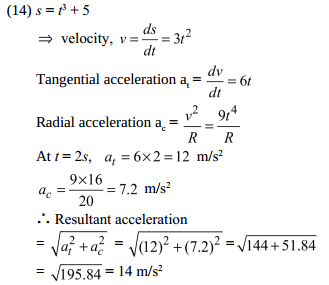 (14) s = t³ + 5
⇒ velocity, v = ds/dt = 3t²
Tangential acceleration aₜ = dv/dt = 6t
Radial acceleration a꜀ = v²/R = 9t⁴/R
At t = 2s, aₜ = 6×2 = 12 m/s²
a꜀ = 9×16/20 = 7.2 m/s²
∴ Resultant acceleration
= √(aₜ² + a꜀²) = √((12)² + (7.2)²) = √(144 + 51.84)
= √195.84 = 14 m/s²